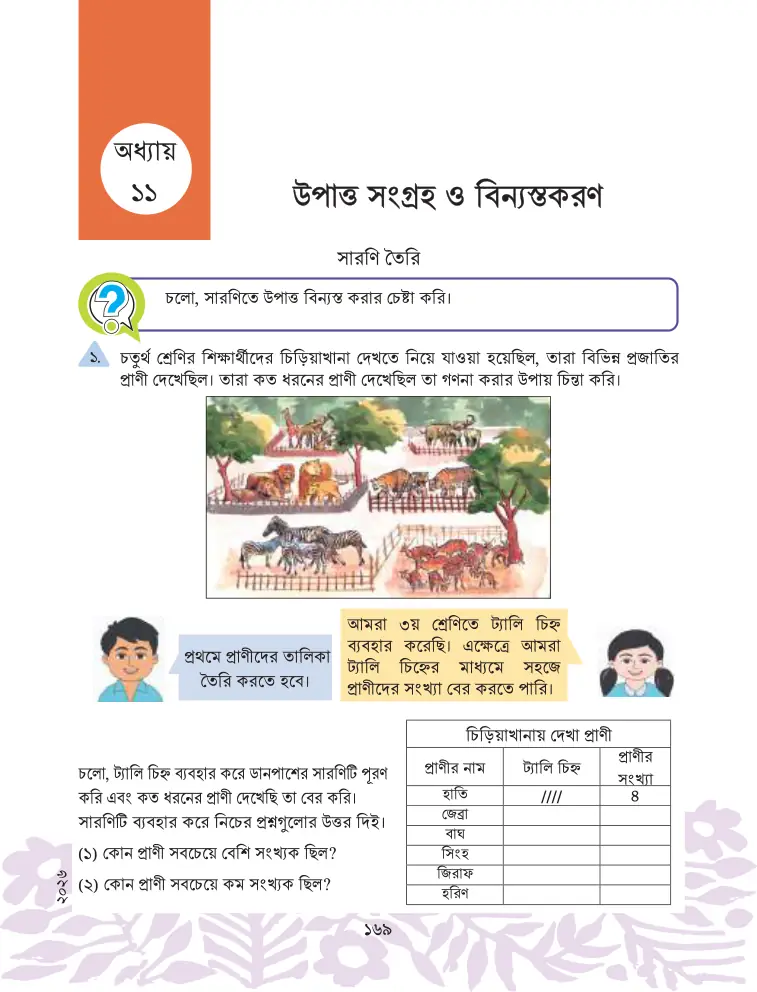 অধ্যায়
১১
উপাত্ত সংগ্রহ ও বিন্যস্তকরণ
সারণি তৈরি
চলো, সারণিতে উপাত্ত বিন্যস্ত করার চেষ্টা করি।
১. চতুর্থ শ্রেণির শিক্ষার্থীদের চিড়িয়াখানা দেখতে নিয়ে যাওয়া হয়েছিল, তারা বিভিন্ন প্রজাতির
প্রাণী দেখেছিল। তারা কত ধরনের প্রাণী দেখেছিল তা গণনা করার উপায় চিন্তা করি।
প্রথমে প্রাণীদের তালিকা
তৈরি করতে হবে।
আমরা ৩য় শ্রেণিতে ট্যালি চিহ্ন
ব্যবহার করেছি। এক্ষেত্রে আমরা
ট্যালি চিহ্নের মাধ্যমে সহজে
প্রাণীদের সংখ্যা বের করতে পারি।
চলো, ট্যালি চিহ্ন ব্যবহার করে ডানপাশের সারণিটি পূরণ
করি এবং কত ধরনের প্রাণী দেখেছি তা বের করি।
সারণিটি ব্যবহার করে নিচের প্রশ্নগুলোর উত্তর দিই।
(১) কোন প্রাণী সবচেয়ে বেশি সংখ্যক ছিল?
(২) কোন প্রাণী সবচেয়ে কম সংখ্যক ছিল?
চিড়িয়াখানায় দেখা প্রাণী
প্রাণীর নাম ট্যালি চিহ্ন প্রাণীর সংখ্যা
হাতি //// ৪
জেব্রা
বাঘ
সিংহ
জিরাফ
হরিণ
২০২৬
১৬৯